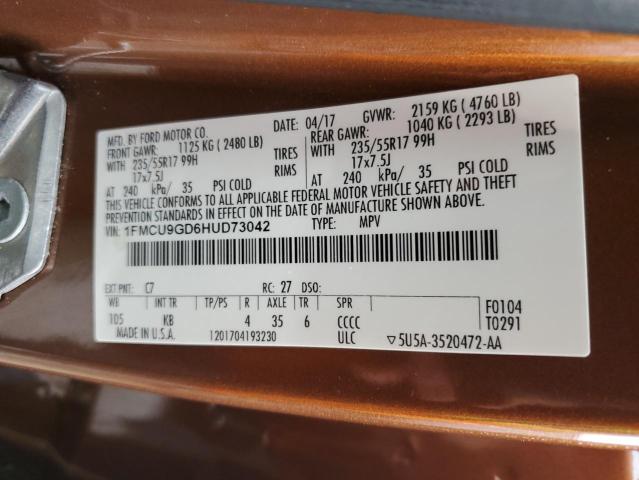 MFD. BY FORD MOTOR CO. 04/17 GVWR: 2159 KG ( 4760 LB)
FRONT GAWR: 1125 KG ( 2480 LB) REAR GAWR: 1040 KG ( 2293 LB)
WITH 235/55R17 99H TIRES WITH 235/55R17 99H TIRES
17x7.5J RIMS 17x7.5J RIMS
AT 240 kPa/ 35 PSI COLD AT 240 kPa/ 35 PSI COLD
THIS VEHICLE CONFORMS TO ALL APPLICABLE FEDERAL MOTOR VEHICLE SAFETY AND THEFT
PREVENTION STANDARDS IN EFFECT ON THE DATE OF MANUFACTURE SHOWN ABOVE.
VIN: 1FMCU9GD6HUD73042 TYPE: MPV
EXT PNT: C7 RC: 27 DSO:
WB INT TR TP/PS R AXLE TR SPR F0104
105 KB 4 35 6 CCCC T0291
MADE IN U.S.A. 1201704193230 ULC ▽5U5A-3520472-AA